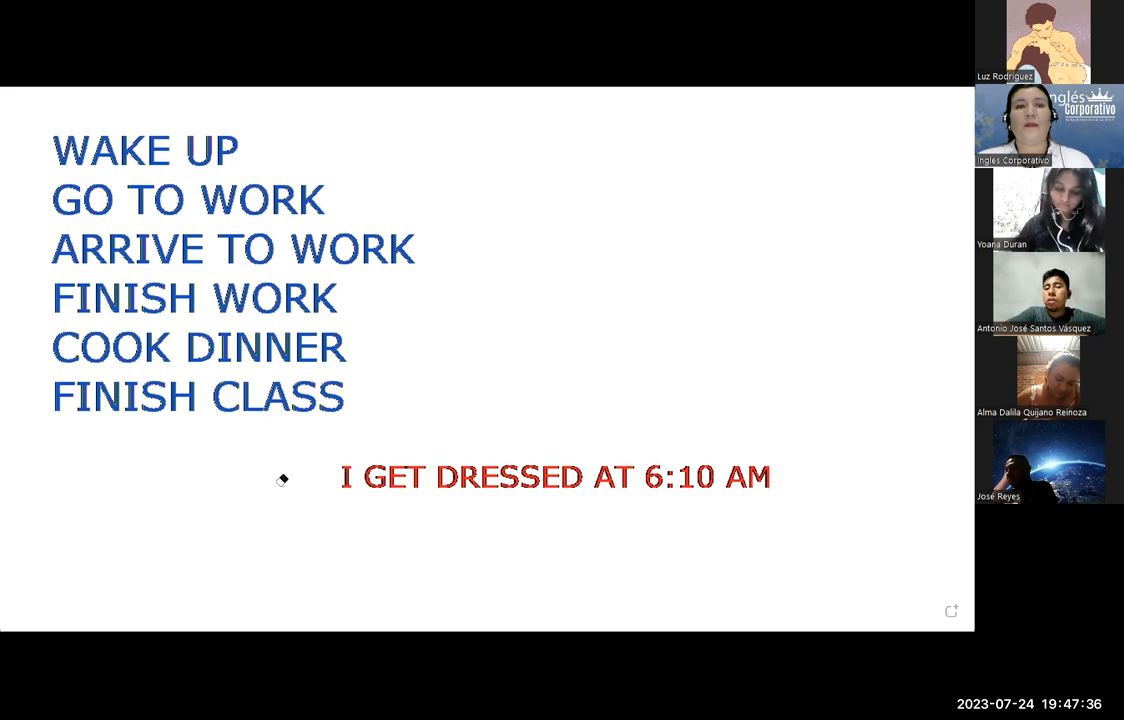 WAKE UP
GO TO WORK
ARRIVE TO WORK
FINISH WORK
COOK DINNER
FINISH CLASS
I GET DRESSED AT 6:10 AM
Luz Rodríguez
Inglés
Corporativo
Ingles Corporativo
Yoana Duran
Antonio José Santos Vásquez
Alma Dalila Quijano Reinoza
José Reyes
2023-07-24 19:47:36